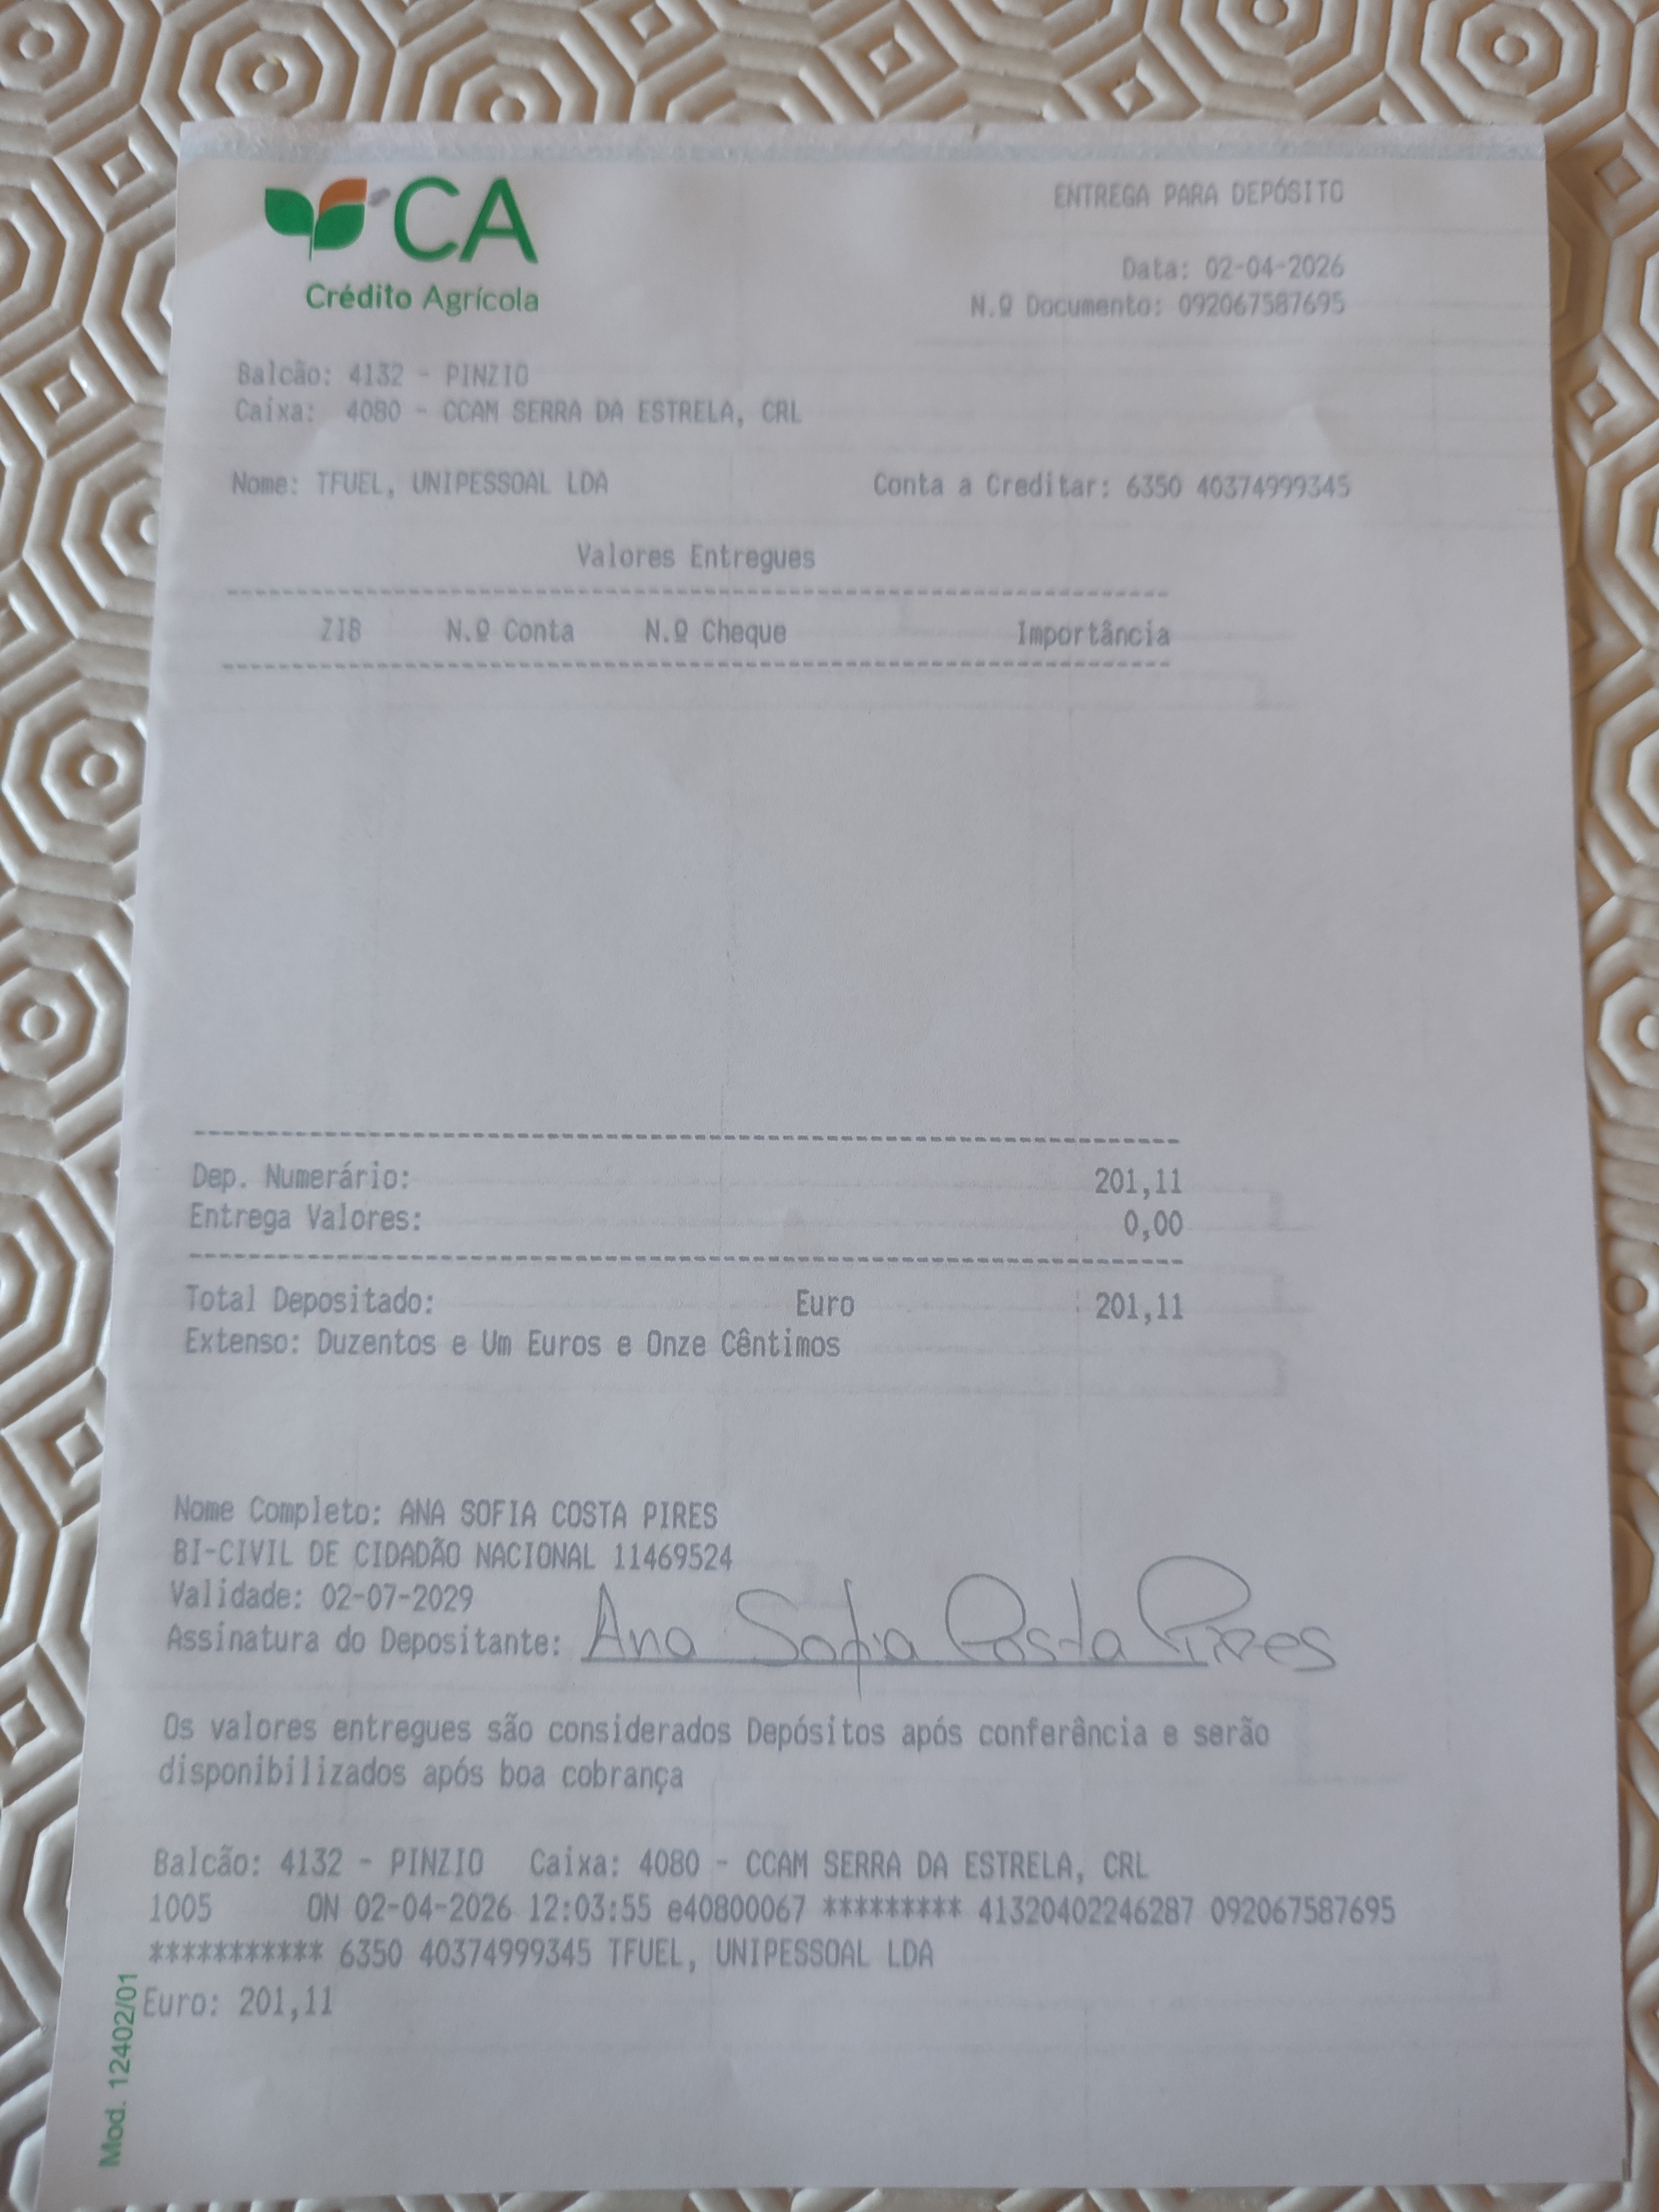 CA
Crédito Agrícola
ENTREGA PARA DEPÓSITO
Data: 02-04-2026
N.º Documento: 092067587695
Balcão: 4132 - PINZIO
Caixa: 4080 - CCAM SERRA DA ESTRELA, CRL
Nome: TFUEL, UNIPESSOAL LDA Conta a Creditar: 6350 40374999345
Valores Entregues
ZIB N.º Conta N.º Cheque Importância
Dep. Numerário: 201,11
Entrega Valores: 0,00
Total Depositado: Euro 201,11
Extenso: Duzentos e Um Euros e Onze Cêntimos
Nome Completo: ANA SOFIA COSTA PIRES
BI-CIVIL DE CIDADÃO NACIONAL 11469524
Validade: 02-07-2029
Assinatura do Depositante: Ana Sofia Costa Pires
Os valores entregues são considerados Depósitos após conferência e serão
disponibilizados após boa cobrança
Balcão: 4132 - PINZIO Caixa: 4080 - CCAM SERRA DA ESTRELA, CRL
1005 ON 02-04-2026 12:03:55 e40800067 ********* 41320402246287 092067587695
*********** 6350 40374999345 TFUEL, UNIPESSOAL LDA
Euro: 201,11
Mod. 12402/01